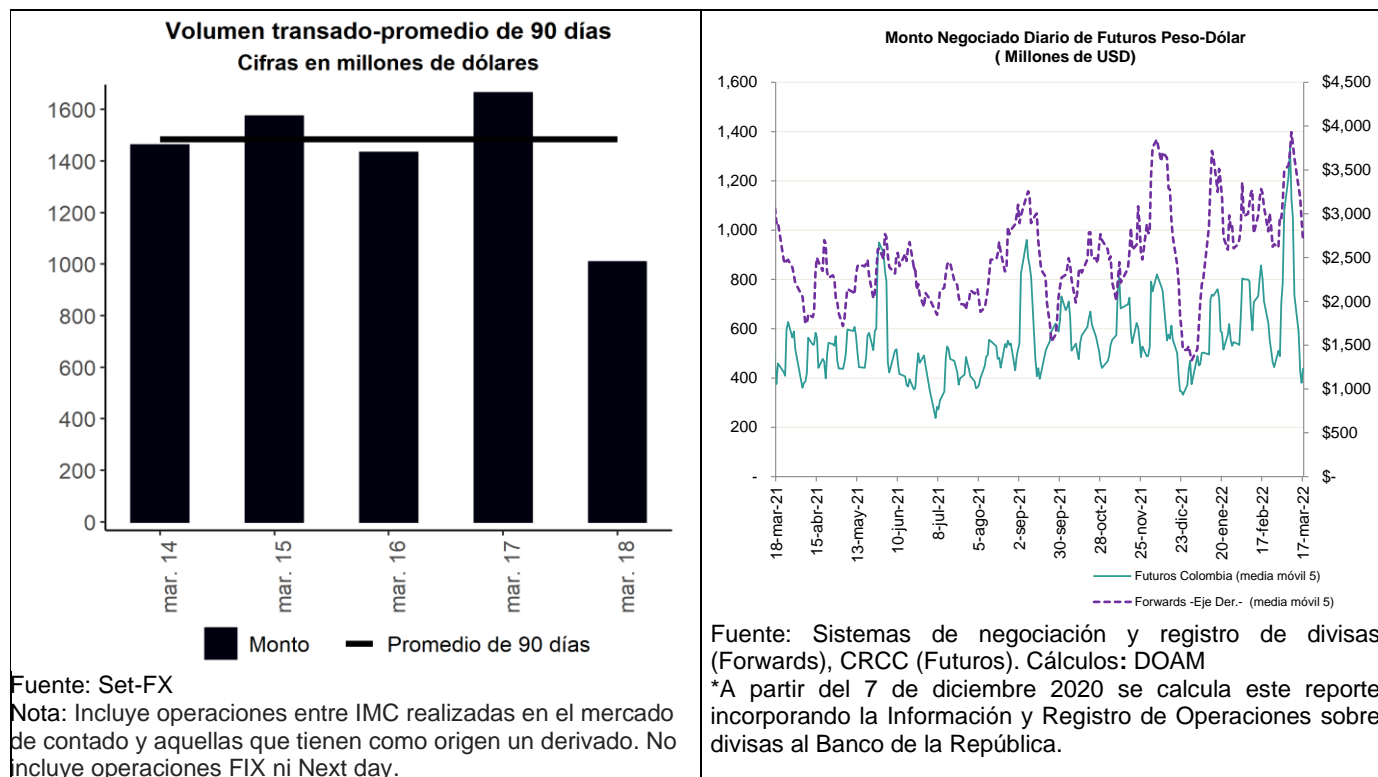 Volumen transado-promedio de 90 días
Cifras en millones de dólares
1600
1400
1200
1000
800
600
400
200
0
mar. 14
mar. 15
mar. 16
mar. 17
mar. 18
Monto
Promedio de 90 días
Fuente: Set-FX
Nota: Incluye operaciones entre IMC realizadas en el mercado
de contado y aquellas que tienen como origen un derivado. No
incluye operaciones FIX ni Next day.
Monto Negociado Diario de Futuros Peso-Dólar
( Millones de USD)
1,600
1,400
1,200
1,000
800
600
400
200
-
$4,500
$4,000
$3,500
$3,000
$2,500
$2,000
$1,500
$1,000
$500
$-
18-mar-21
15-abr-21
13-may-21
10-jun-21
8-jul-21
5-ago-21
2-sep-21
30-sep-21
28-oct-21
25-nov-21
23-dic-21
20-ene-22
17-feb-22
17-mar-22
Futuros Colombia (media móvil 5)
Forwards -Eje Der.- (media móvil 5)
Fuente: Sistemas de negociación y registro de divisas
(Forwards), CRCC (Futuros). Cálculos: DOAM
*A partir del 7 de diciembre 2020 se calcula este reporte
incorporando la Información y Registro de Operaciones sobre
divisas al Banco de la República.